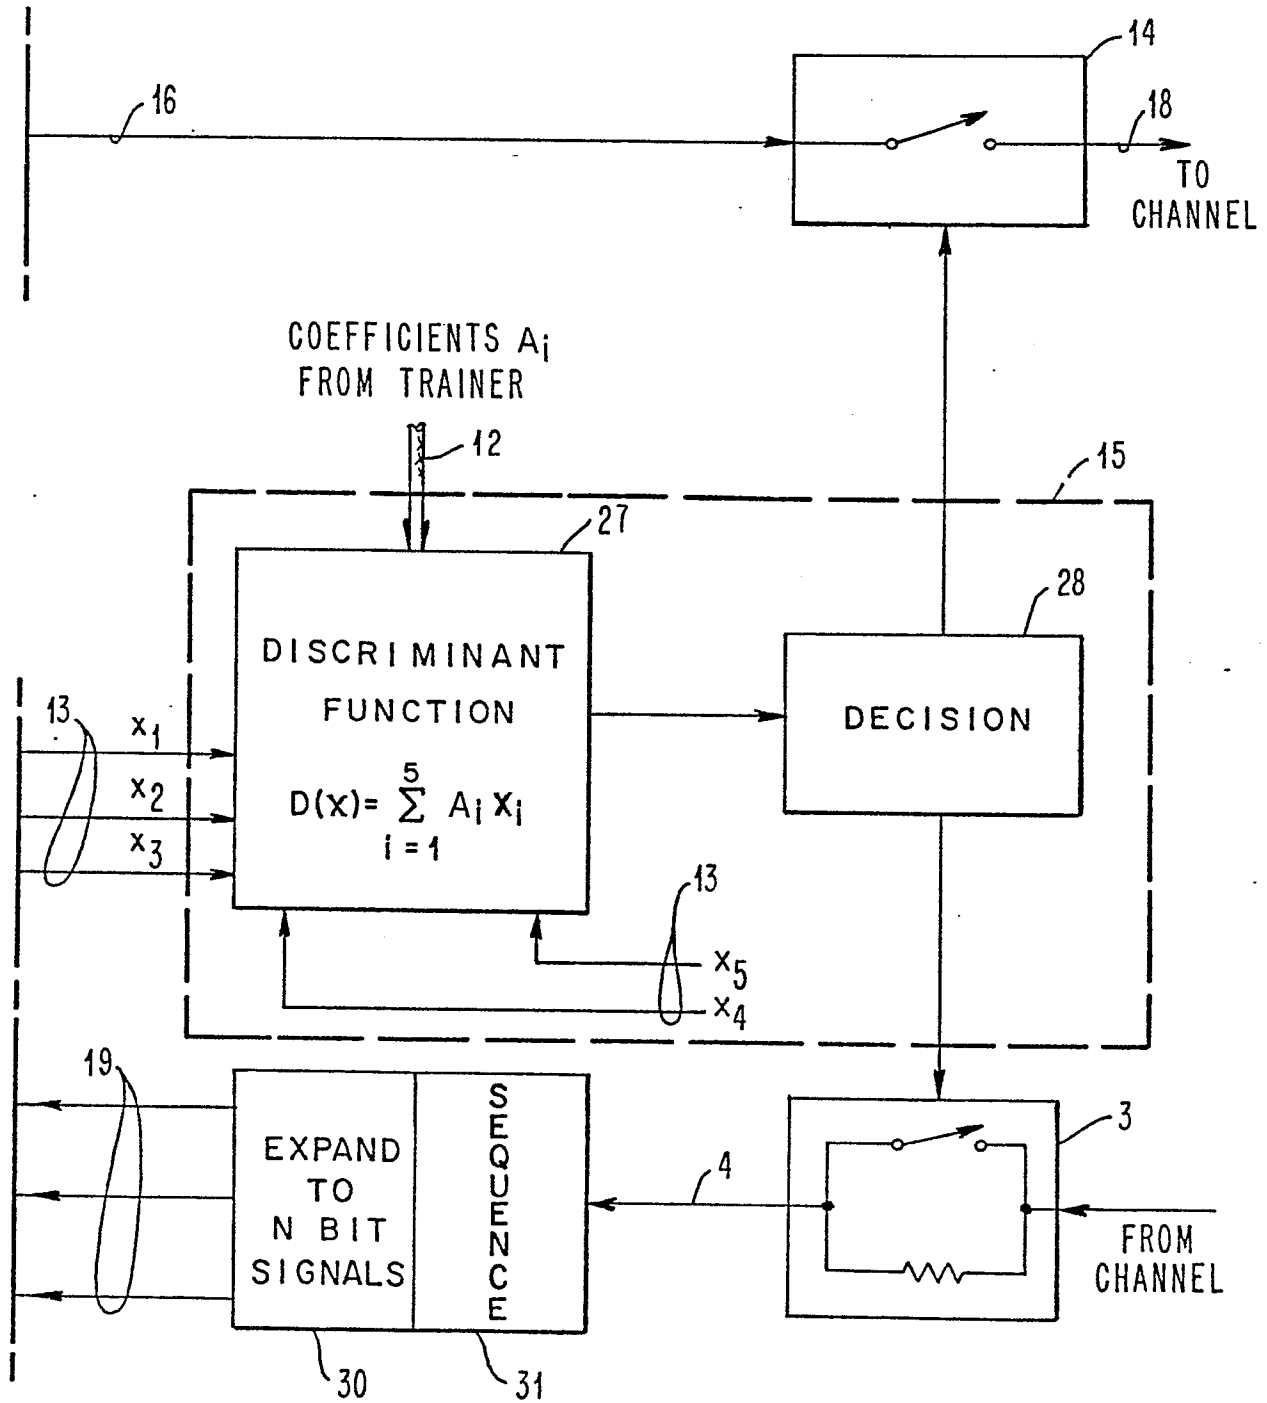 14
16
18
TO
CHANNEL
COEFFICIENTS Ai
FROM TRAINER
12
15
27
28
DISCRIMINANT
FUNCTION
D(x)= 5 Σ i=1 Ai Xi
DECISION
13
X1
X2
X3
13
X5
X4
19
EXPAND
TO
N BIT
SIGNALS
SEQUENCE
4
3
FROM
CHANNEL
30
31